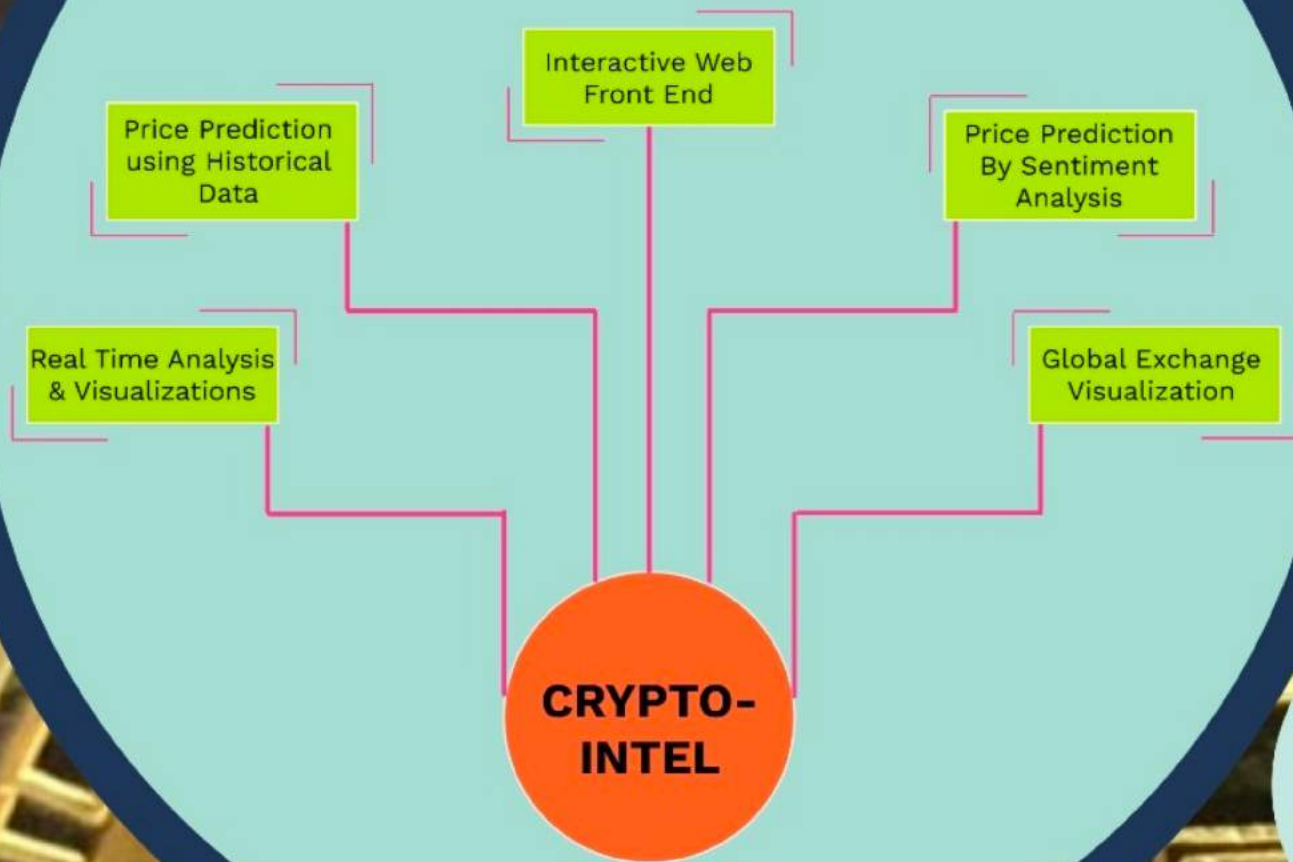 Interactive Web
Front End
Price Prediction
using Historical
Data
Price Prediction
By Sentiment
Analysis
Real Time Analysis
& Visualizations
Global Exchange
Visualization
CRYPTO-
INTEL